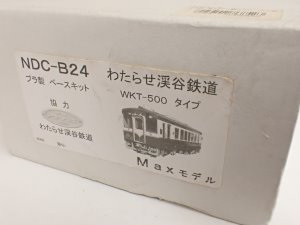 NDC-B24
プラ製 ベースキット
協力
わたらせ渓谷鉄道
わたらせ渓谷鉄道
WKT-500 タイプ
Maxモデル